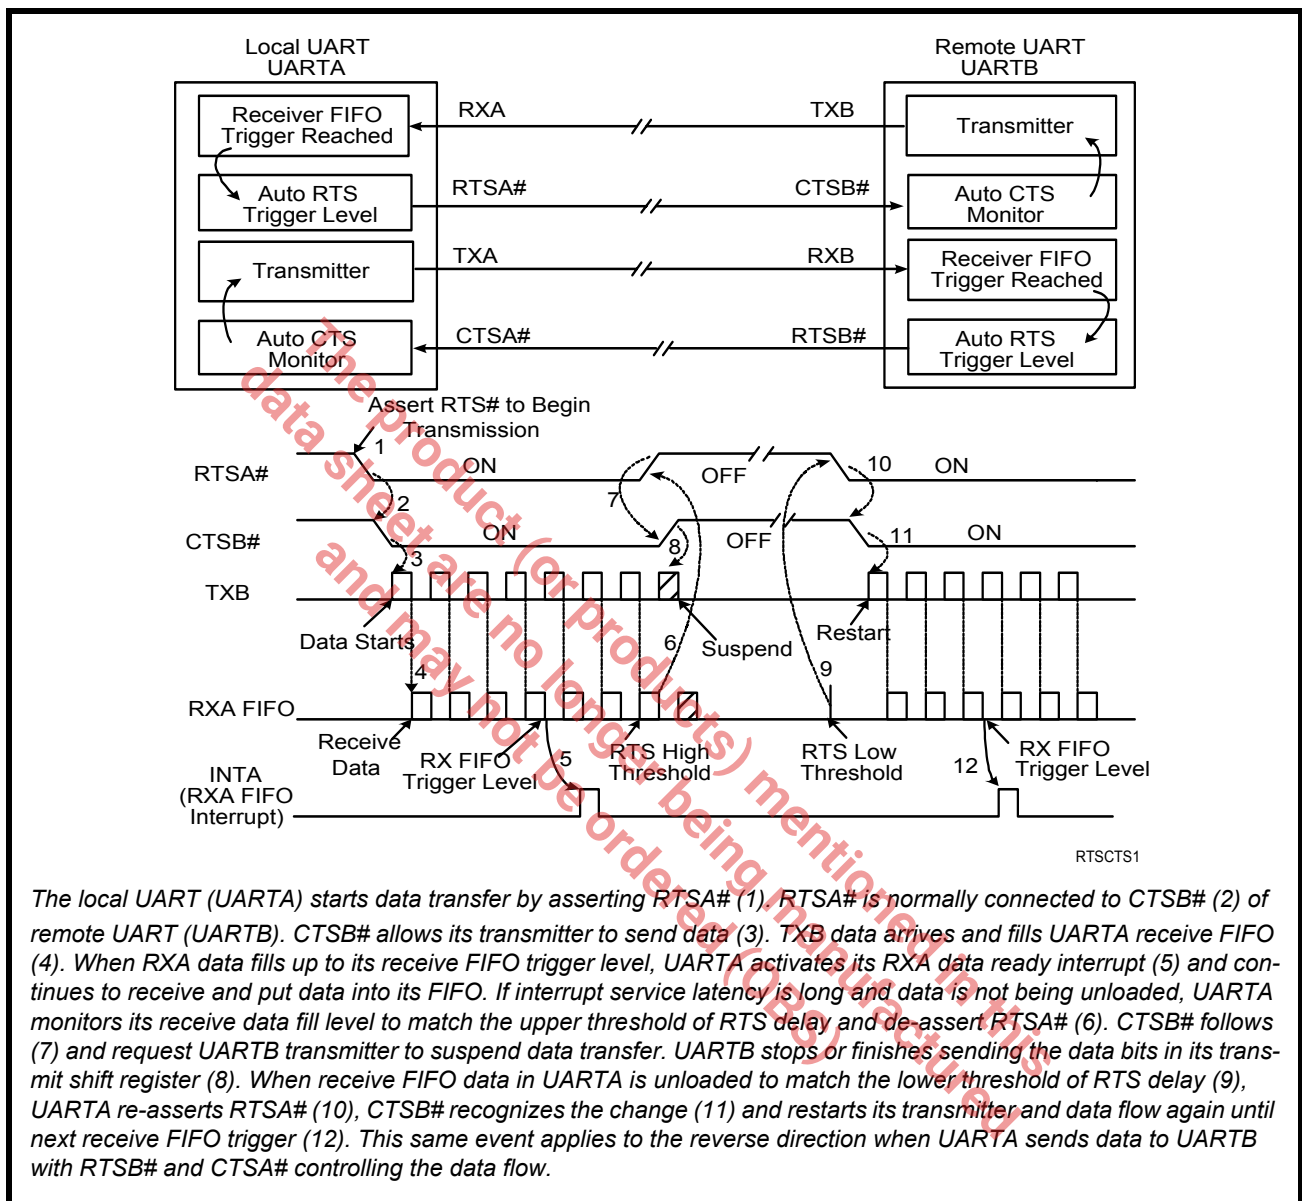 Local UART
UARTA
Remote UART
UARTB
Receiver FIFO
Trigger Reached
RXA
TXB
Transmitter
Auto RTS
Trigger Level
RTSA#
CTSB#
Auto CTS
Monitor
Transmitter
TXA
RXB
Receiver FIFO
Trigger Reached
Auto CTS
Monitor
CTSA#
RTSB#
Auto RTS
Trigger Level
Assert RTS# to Begin
Transmission
RTSA#
1
ON
7
OFF
10
ON
CTSB#
2
ON
8
OFF
11
ON
TXB
3
Data Starts
6
Suspend
Restart
4
9
RXA FIFO
Receive
Data
RX FIFO
Trigger Level
5
RTS High
Threshold
RTS Low
Threshold
12
RX FIFO
Trigger Level
INTA
(RXA FIFO
Interrupt)
RTSCTS1
The local UART (UARTA) starts data transfer by asserting RTSA# (1). RTSA# is normally connected to CTSB# (2) of
remote UART (UARTB). CTSB# allows its transmitter to send data (3). TXB data arrives and fills UARTA receive FIFO
(4). When RXA data fills up to its receive FIFO trigger level, UARTA activates its RXA data ready interrupt (5) and con-
tinues to receive and put data into its FIFO. If interrupt service latency is long and data is not being unloaded, UARTA
monitors its receive data fill level to match the upper threshold of RTS delay and de-assert RTSA# (6). CTSB# follows
(7) and request UARTB transmitter to suspend data transfer. UARTB stops or finishes sending the data bits in its trans-
mit shift register (8). When receive FIFO data in UARTA is unloaded to match the lower threshold of RTS delay (9),
UARTA re-asserts RTSA# (10), CTSB# recognizes the change (11) and restarts its transmitter and data flow again until
next receive FIFO trigger (12). This same event applies to the reverse direction when UARTA sends data to UARTB
with RTSB# and CTSA# controlling the data flow.
The product (or products) mentioned in this
data sheet are no longer being manufactured
and may not be ordered (OBS)